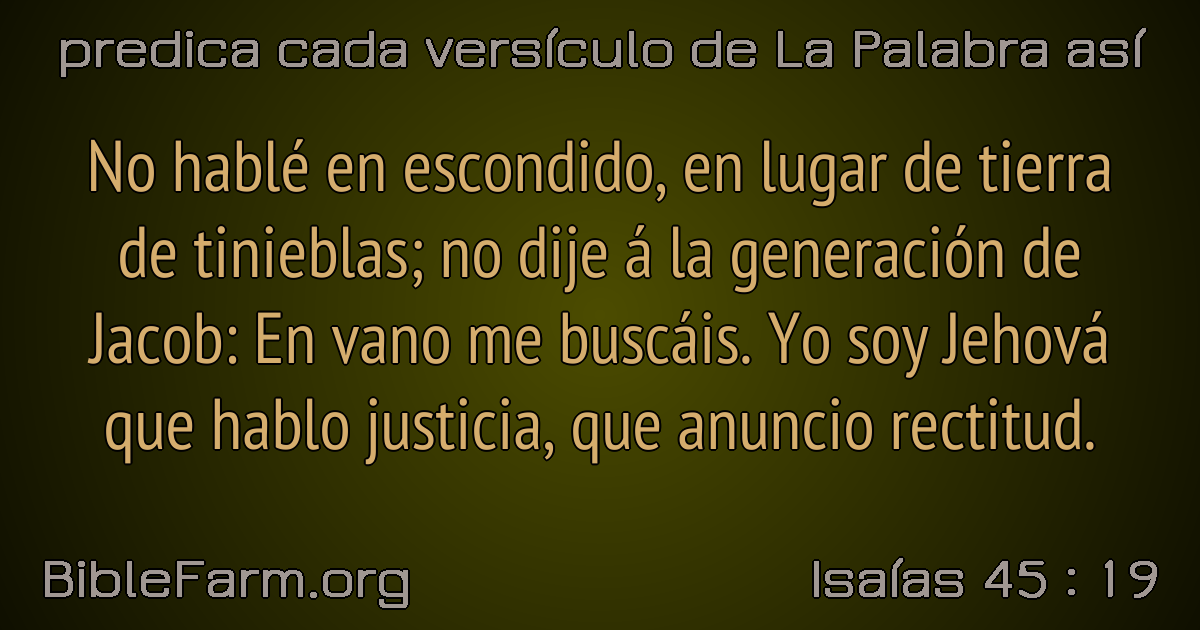 predica cada versículo de La Palabra así
No hablé en escondido, en lugar de tierra
de tinieblas; no dije á la generación de
Jacob: En vano me buscáis. Yo soy Jehová
que hablo justicia, que anuncio rectitud.
BibleFarm.org
Isaías 45 : 19